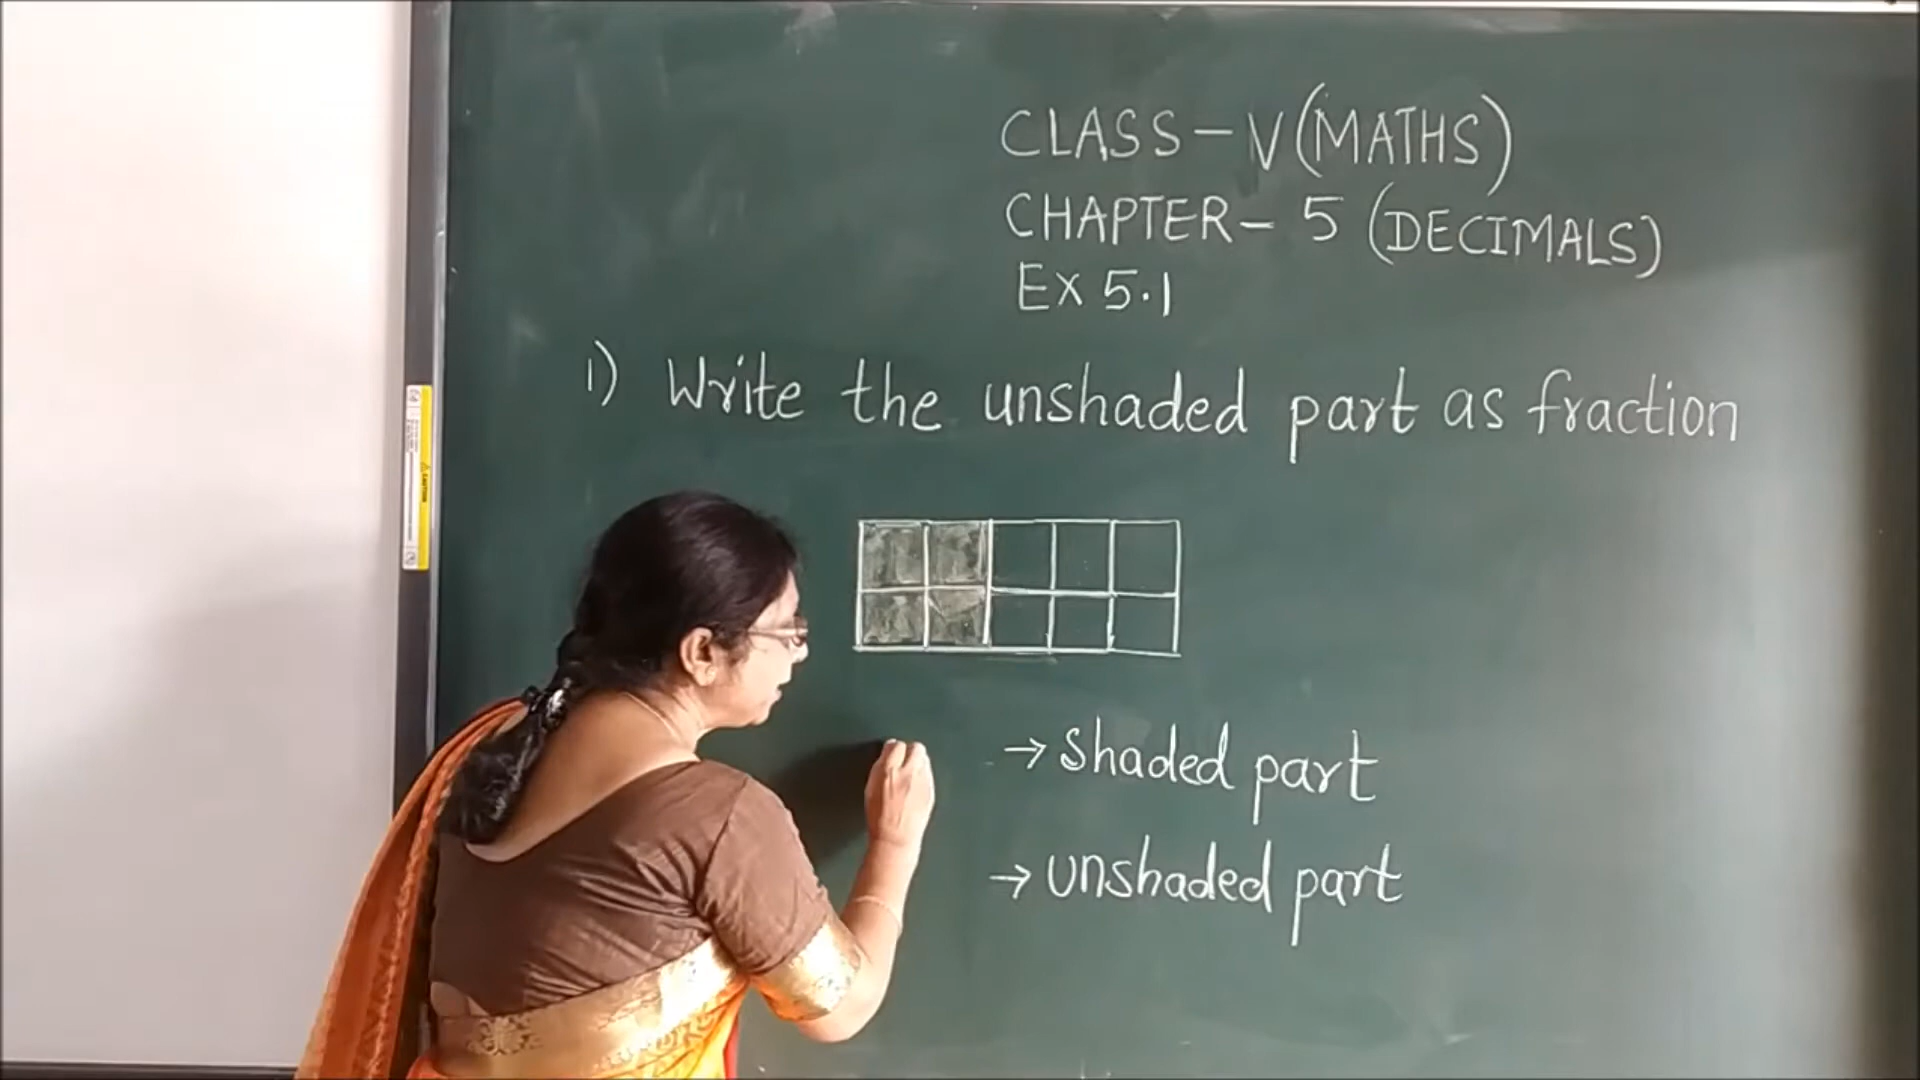 CLASS - V (MATHS)
CHAPTER - 5 (DECIMALS)
EX 5.1
1) Write the unshaded part as fraction
→ Shaded part
→ unshaded part